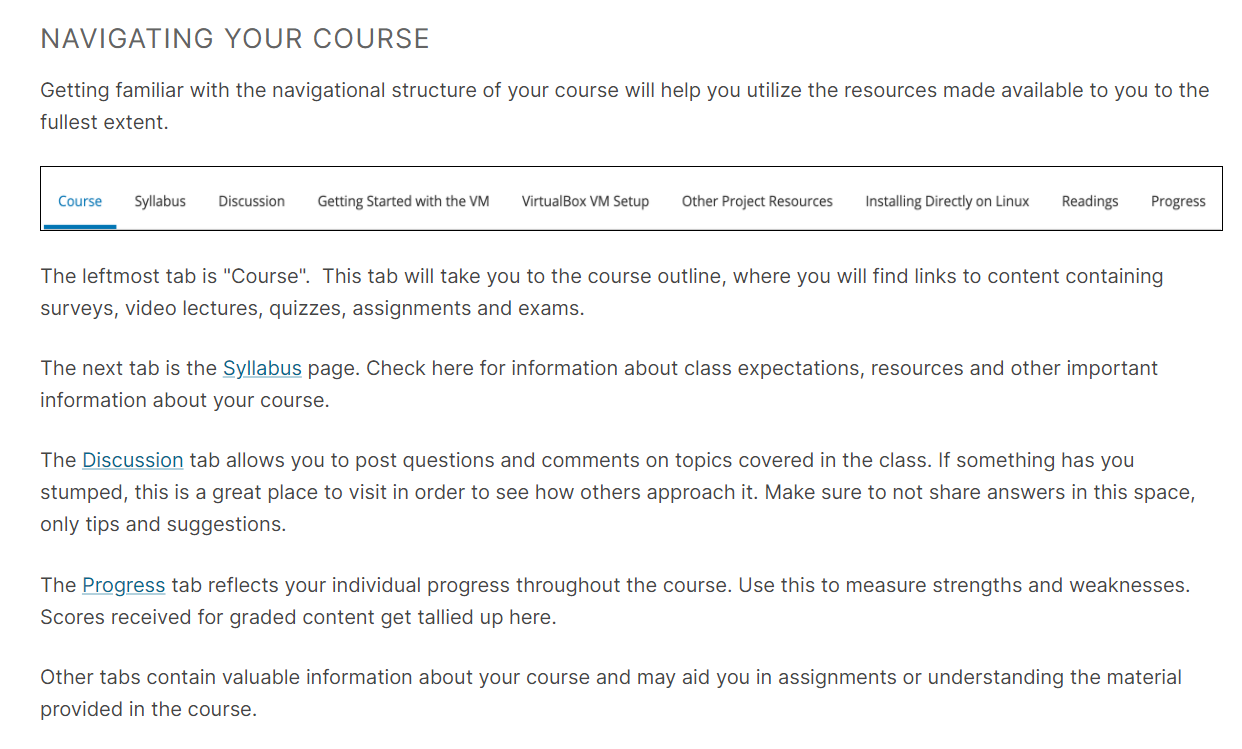 NAVIGATING YOUR COURSE
Getting familiar with the navigational structure of your course will help you utilize the resources made available to you to the
fullest extent.
Course Syllabus Discussion Getting Started with the VM VirtualBox VM Setup Other Project Resources Installing Directly on Linux Readings Progress
The leftmost tab is "Course".  This tab will take you to the course outline, where you will find links to content containing
surveys, video lectures, quizzes, assignments and exams.
The next tab is the Syllabus page. Check here for information about class expectations, resources and other important
information about your course.
The Discussion tab allows you to post questions and comments on topics covered in the class. If something has you
stumped, this is a great place to visit in order to see how others approach it. Make sure to not share answers in this space,
only tips and suggestions.
The Progress tab reflects your individual progress throughout the course. Use this to measure strengths and weaknesses.
Scores received for graded content get tallied up here.
Other tabs contain valuable information about your course and may aid you in assignments or understanding the material
provided in the course.